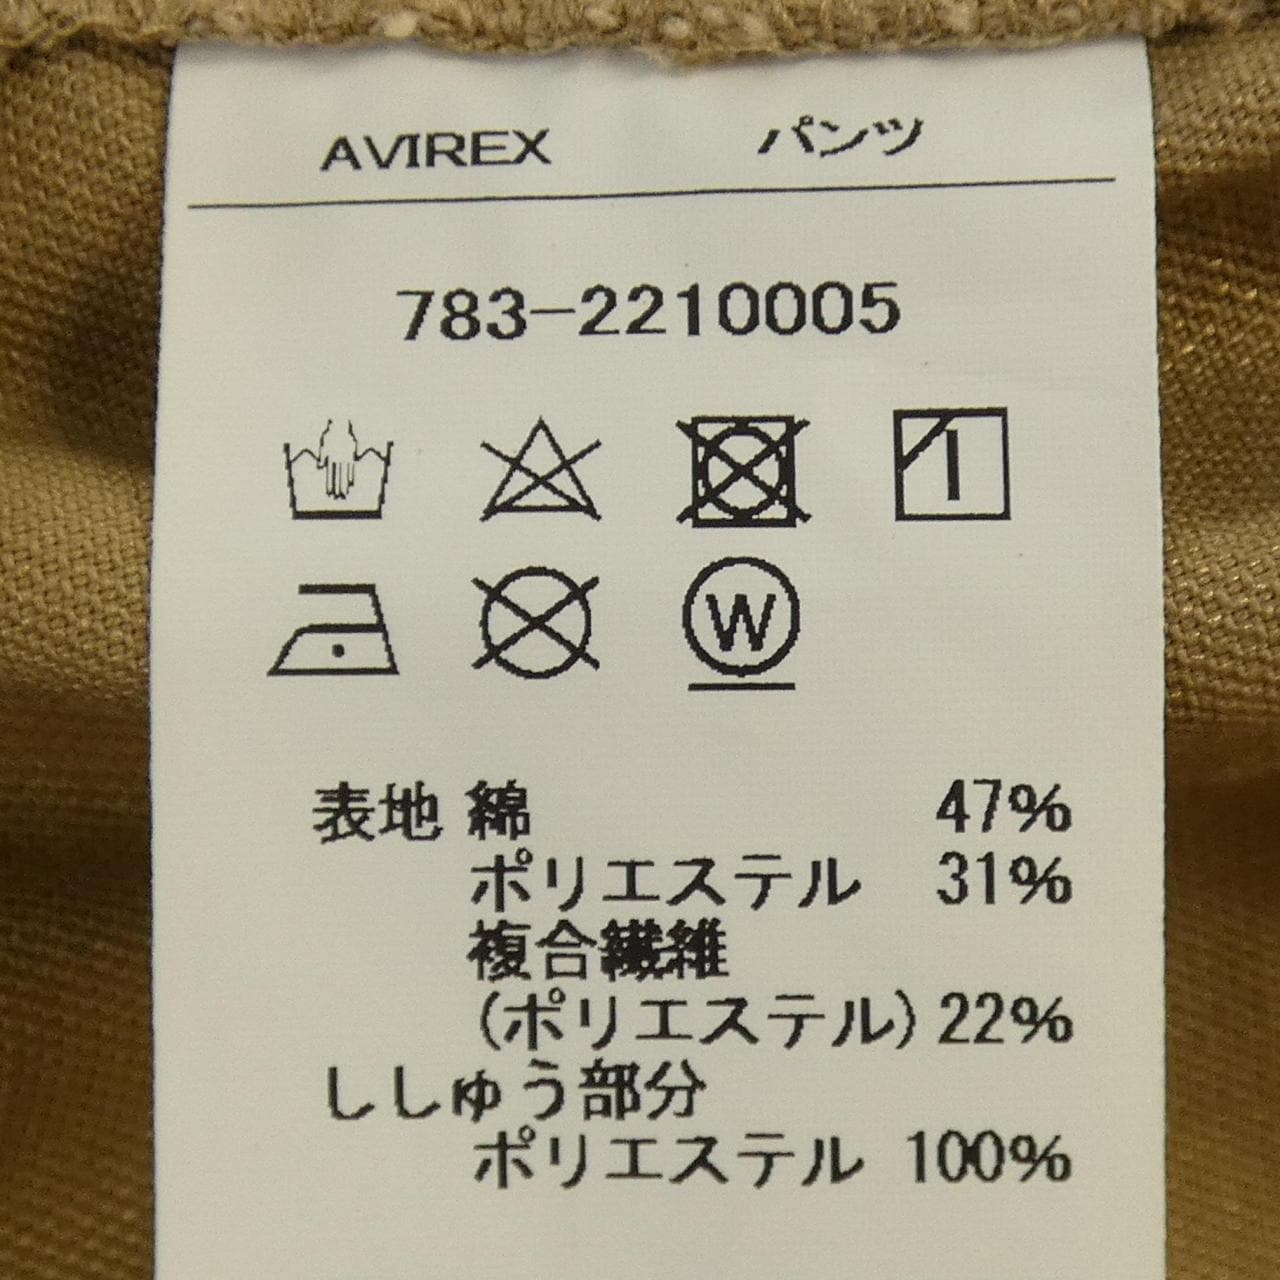 AVIREX パンツ
783-2210005
W
表地 綿 47%
ポリエステル 31%
複合繊維
(ポリエステル) 22%
ししゅう部分
ポリエステル 100%